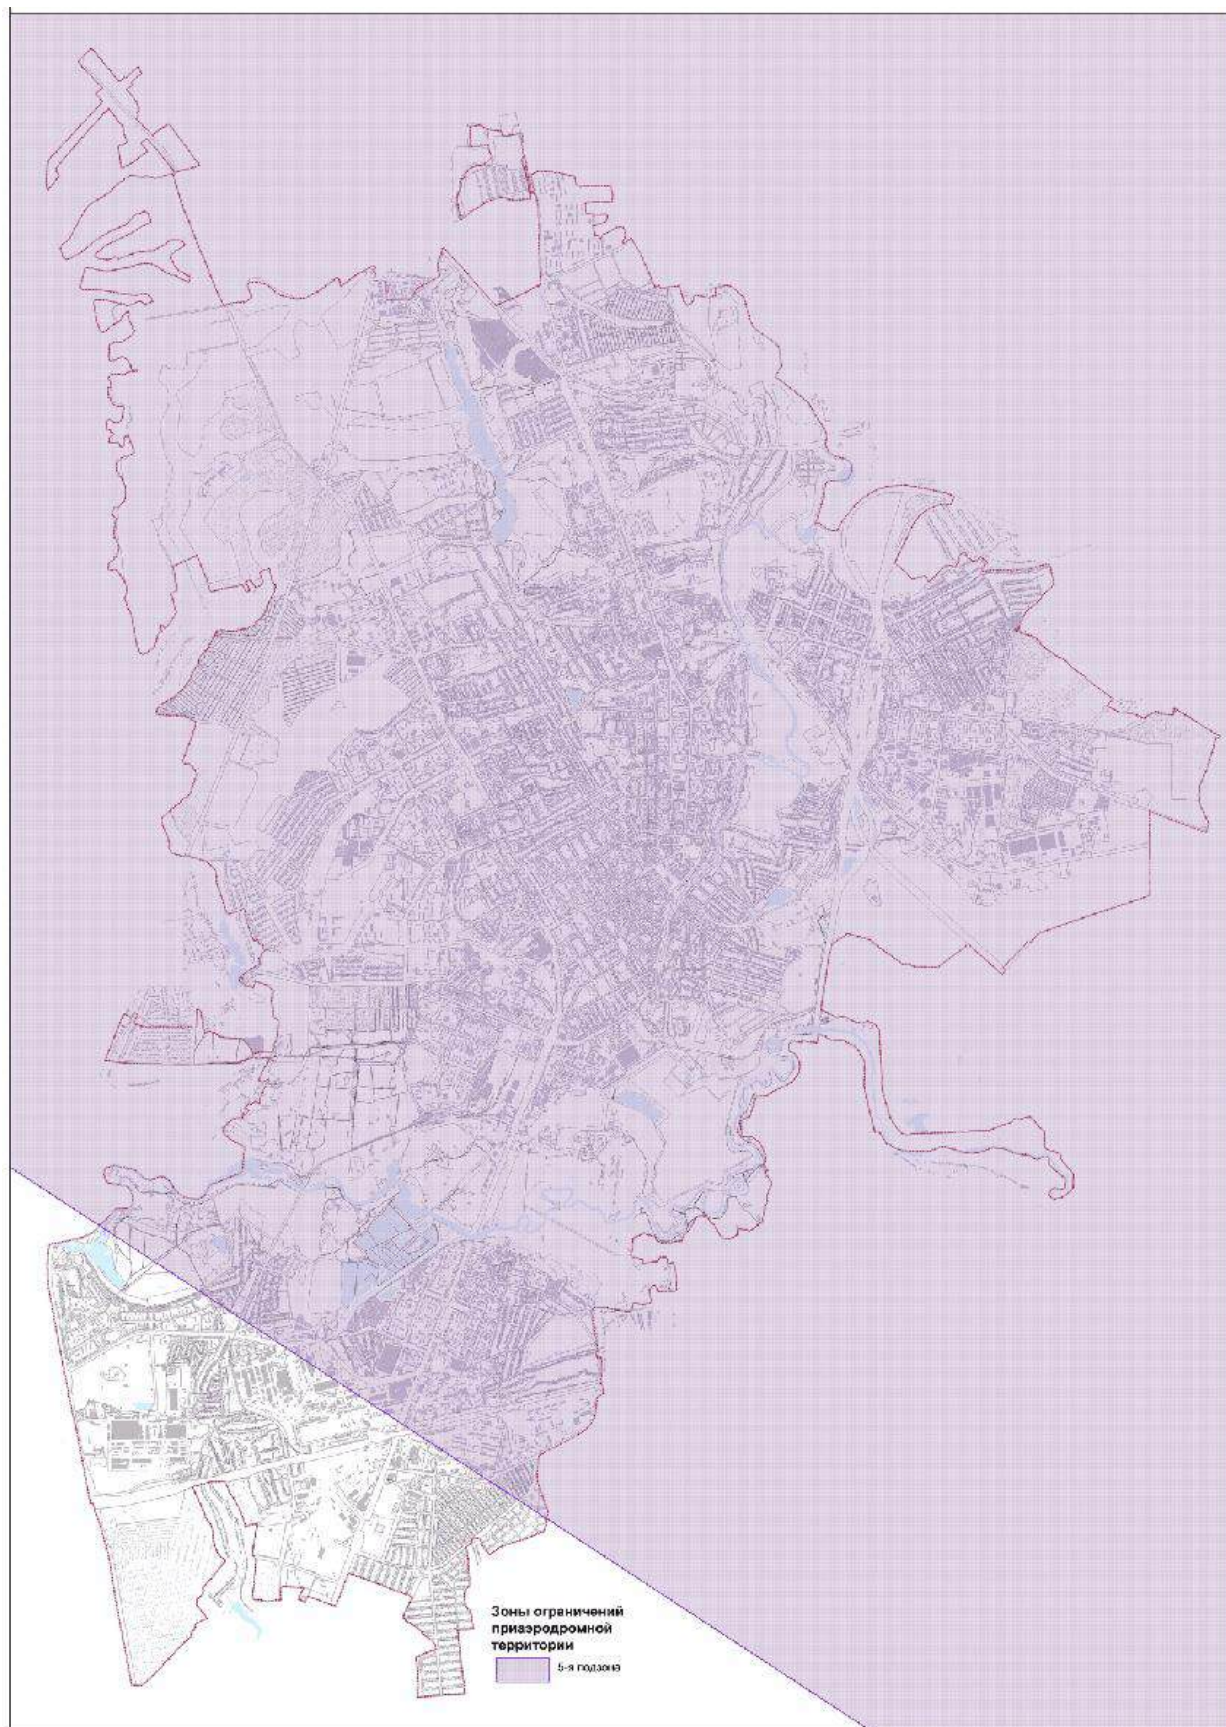 Зоны ограничений
приаэродромной
территории
5-я подзона